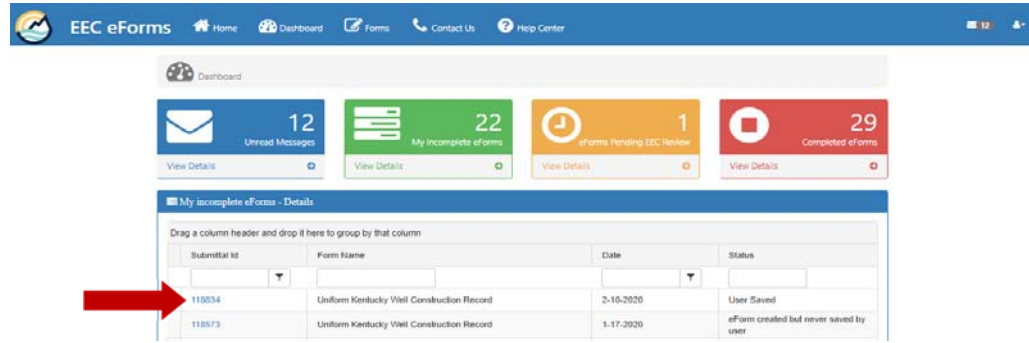 EEC eForms Home Dashboard Forms Contact Us Help Center 12
Dashboard
12 22 1 29
Unread Messages My Incomplete eForms eForms Pending EEC Review Completed eForms
View Details View Details View Details View Details
My incomplete eForms - Details
Drag a column header and drop it here to group by that column
Submittal Id Form Name Date Status
118834 Uniform Kentucky Well Construction Record 2-10-2020 User Saved
118573 Uniform Kentucky Well Construction Record 1-17-2020 eForm created but never saved by
user